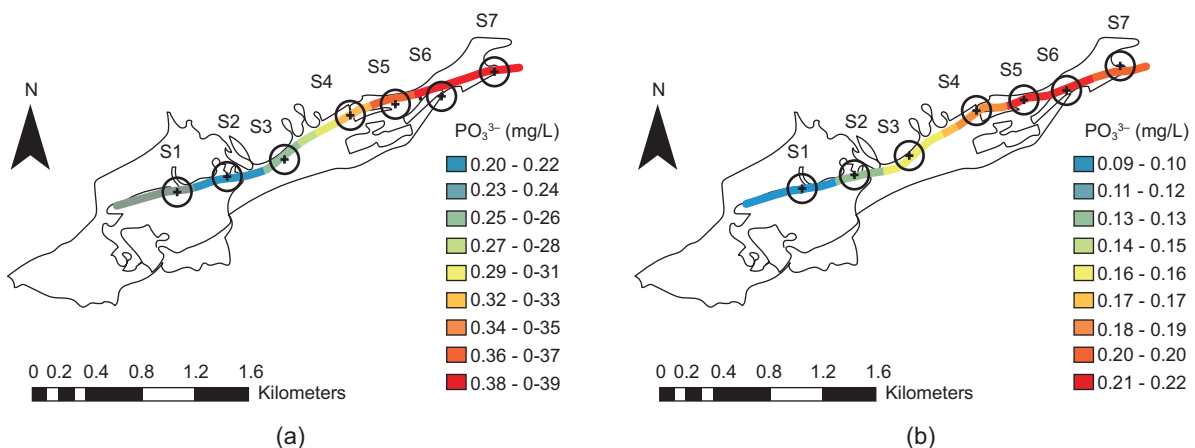 N
S1
S2
S3
S4
S5
S6
S7
PO₃³⁻ (mg/L)
0.20 - 0.22
0.23 - 0.24
0.25 - 0-26
0.27 - 0-28
0.29 - 0-31
0.32 - 0-33
0.34 - 0-35
0.36 - 0-37
0.38 - 0-39
0 0.2 0.4 0.8 1.2 1.6
Kilometers
(a)
N
S1
S2
S3
S4
S5
S6
S7
PO₃³⁻ (mg/L)
0.09 - 0.10
0.11 - 0.12
0.13 - 0.13
0.14 - 0.15
0.16 - 0.16
0.17 - 0.17
0.18 - 0.19
0.20 - 0.20
0.21 - 0.22
0 0.2 0.4 0.8 1.2 1.6
Kilometers
(b)